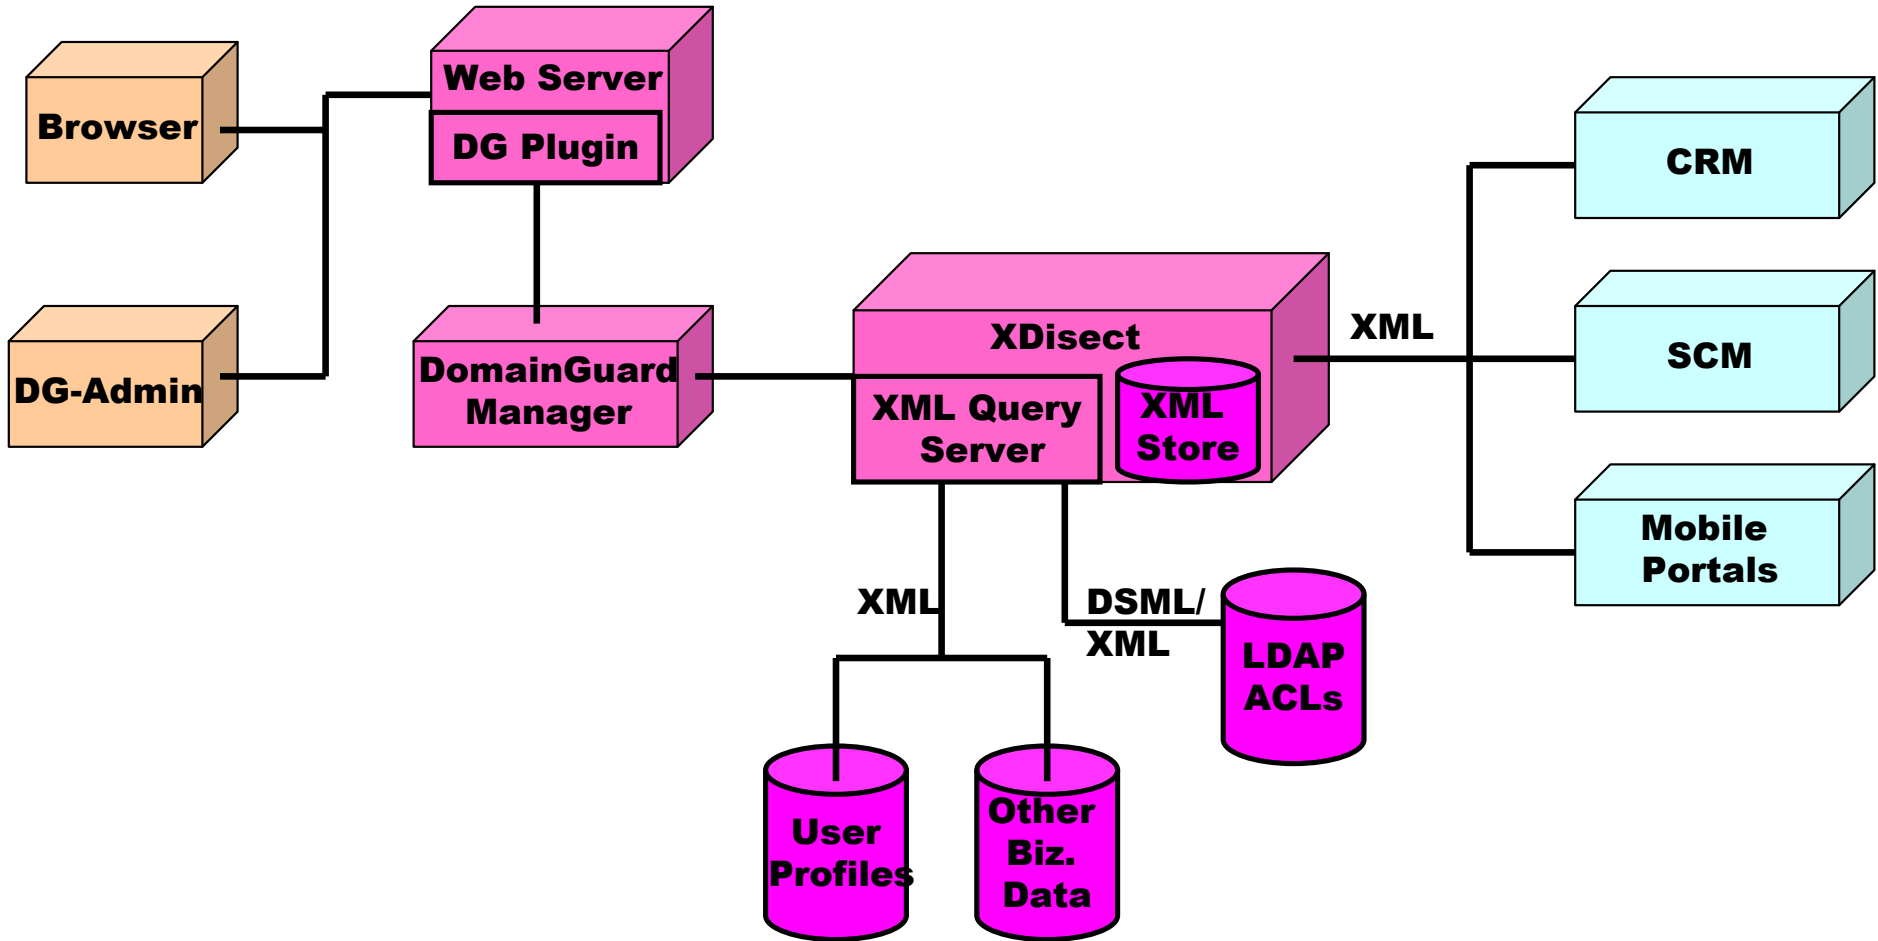 Browser
Web Server
DG Plugin
DG-Admin
DomainGuard
Manager
XDisect
XML Query
Server
XML
Store
XML
CRM
SCM
Mobile
Portals
XML
DSML/
XML
LDAP
ACLs
User
Profiles
Other
Biz.
Data